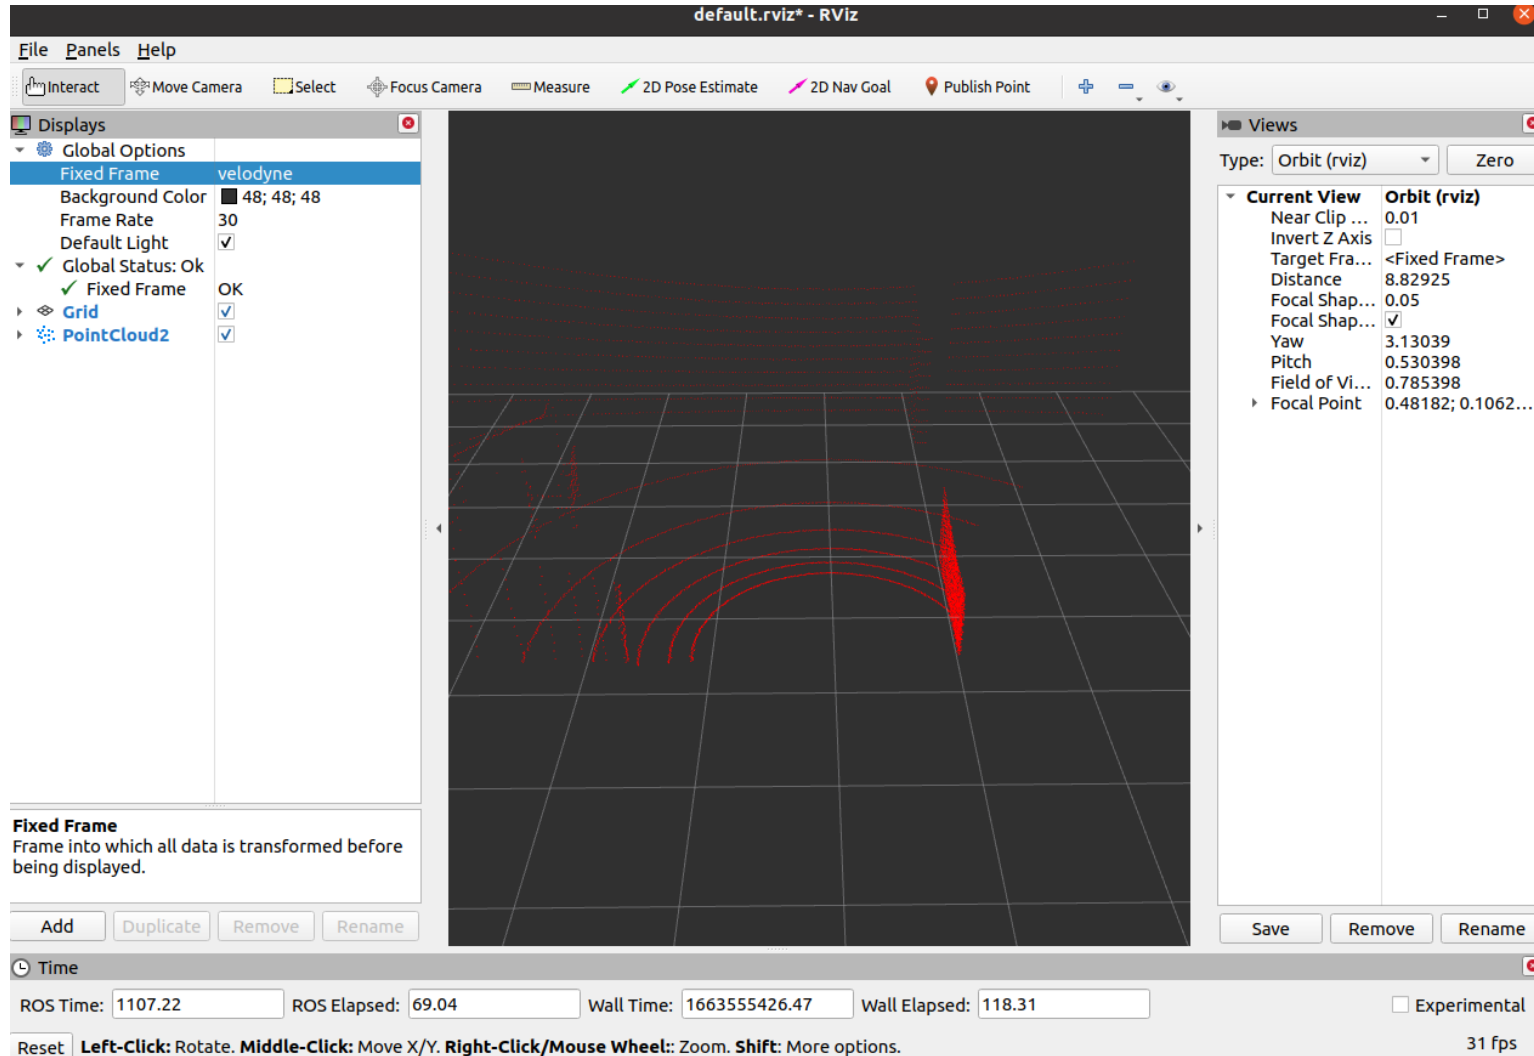 default.rviz* - RViz
File Panels Help
Interact Move Camera Select Focus Camera Measure 2D Pose Estimate 2D Nav Goal Publish Point
Displays
Global Options
Fixed Frame velodyne
Background Color 48; 48; 48
Frame Rate 30
Default Light
Global Status: Ok
Fixed Frame OK
Grid
PointCloud2
Fixed Frame
Frame into which all data is transformed before
being displayed.
Add Duplicate Remove Rename
Views
Type: Orbit (rviz) Zero
Current View Orbit (rviz)
Near Clip ... 0.01
Invert Z Axis
Target Fra... <Fixed Frame>
Distance 8.82925
Focal Shap... 0.05
Focal Shap...
Yaw 3.13039
Pitch 0.530398
Field of Vi... 0.785398
Focal Point 0.48182; 0.1062...
Save Remove Rename
Time
ROS Time: 1107.22 ROS Elapsed: 69.04 Wall Time: 1663555426.47 Wall Elapsed: 118.31 Experimental
Reset Left-Click: Rotate. Middle-Click: Move X/Y. Right-Click/Mouse Wheel:: Zoom. Shift: More options. 31 fps